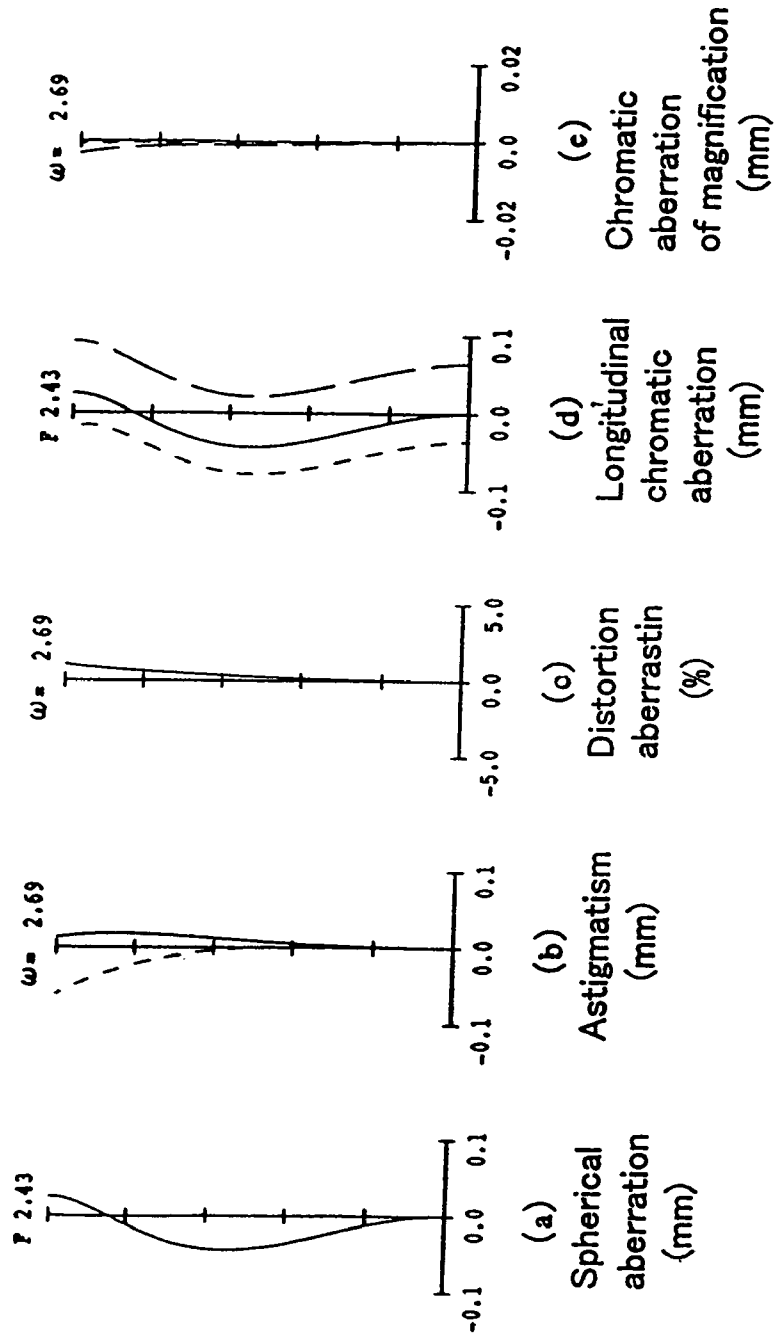 F 2.43
-0.1 0.0 0.1
(a)
Spherical
aberration
(mm)
ω= 2.69
-0.1 0.0 0.1
(b)
Astigmatism
(mm)
ω= 2.69
-5.0 0.0 5.0
(c)
Distortion
aberrastin
(%)
F 2.43
-0.1 0.0 0.1
(d)
Longitudinal
chromatic
aberration
(mm)
ω= 2.69
-0.02 0.0 0.02
(e)
Chromatic
aberration
of magnification
(mm)